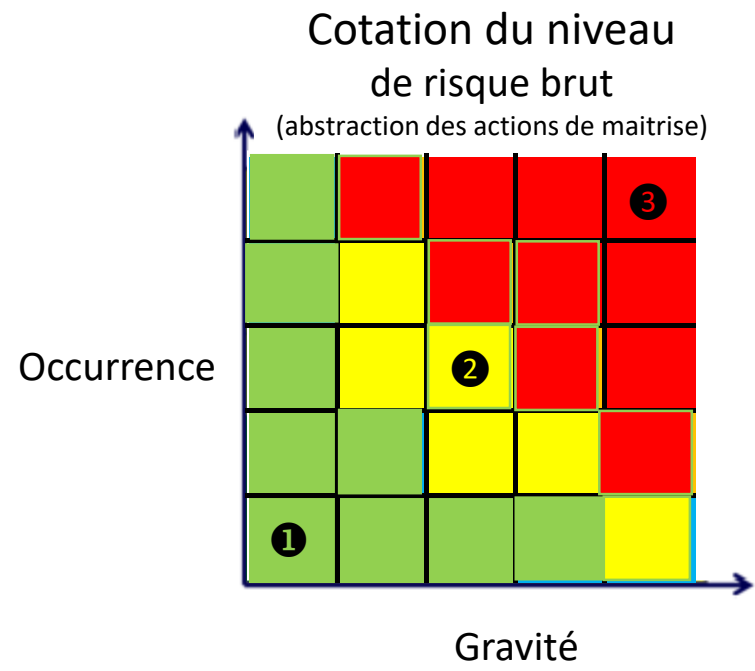 Cotation du niveau
de risque brut
(abstraction des actions de maitrise)
❸
❷
Occurrence
❶
Gravité